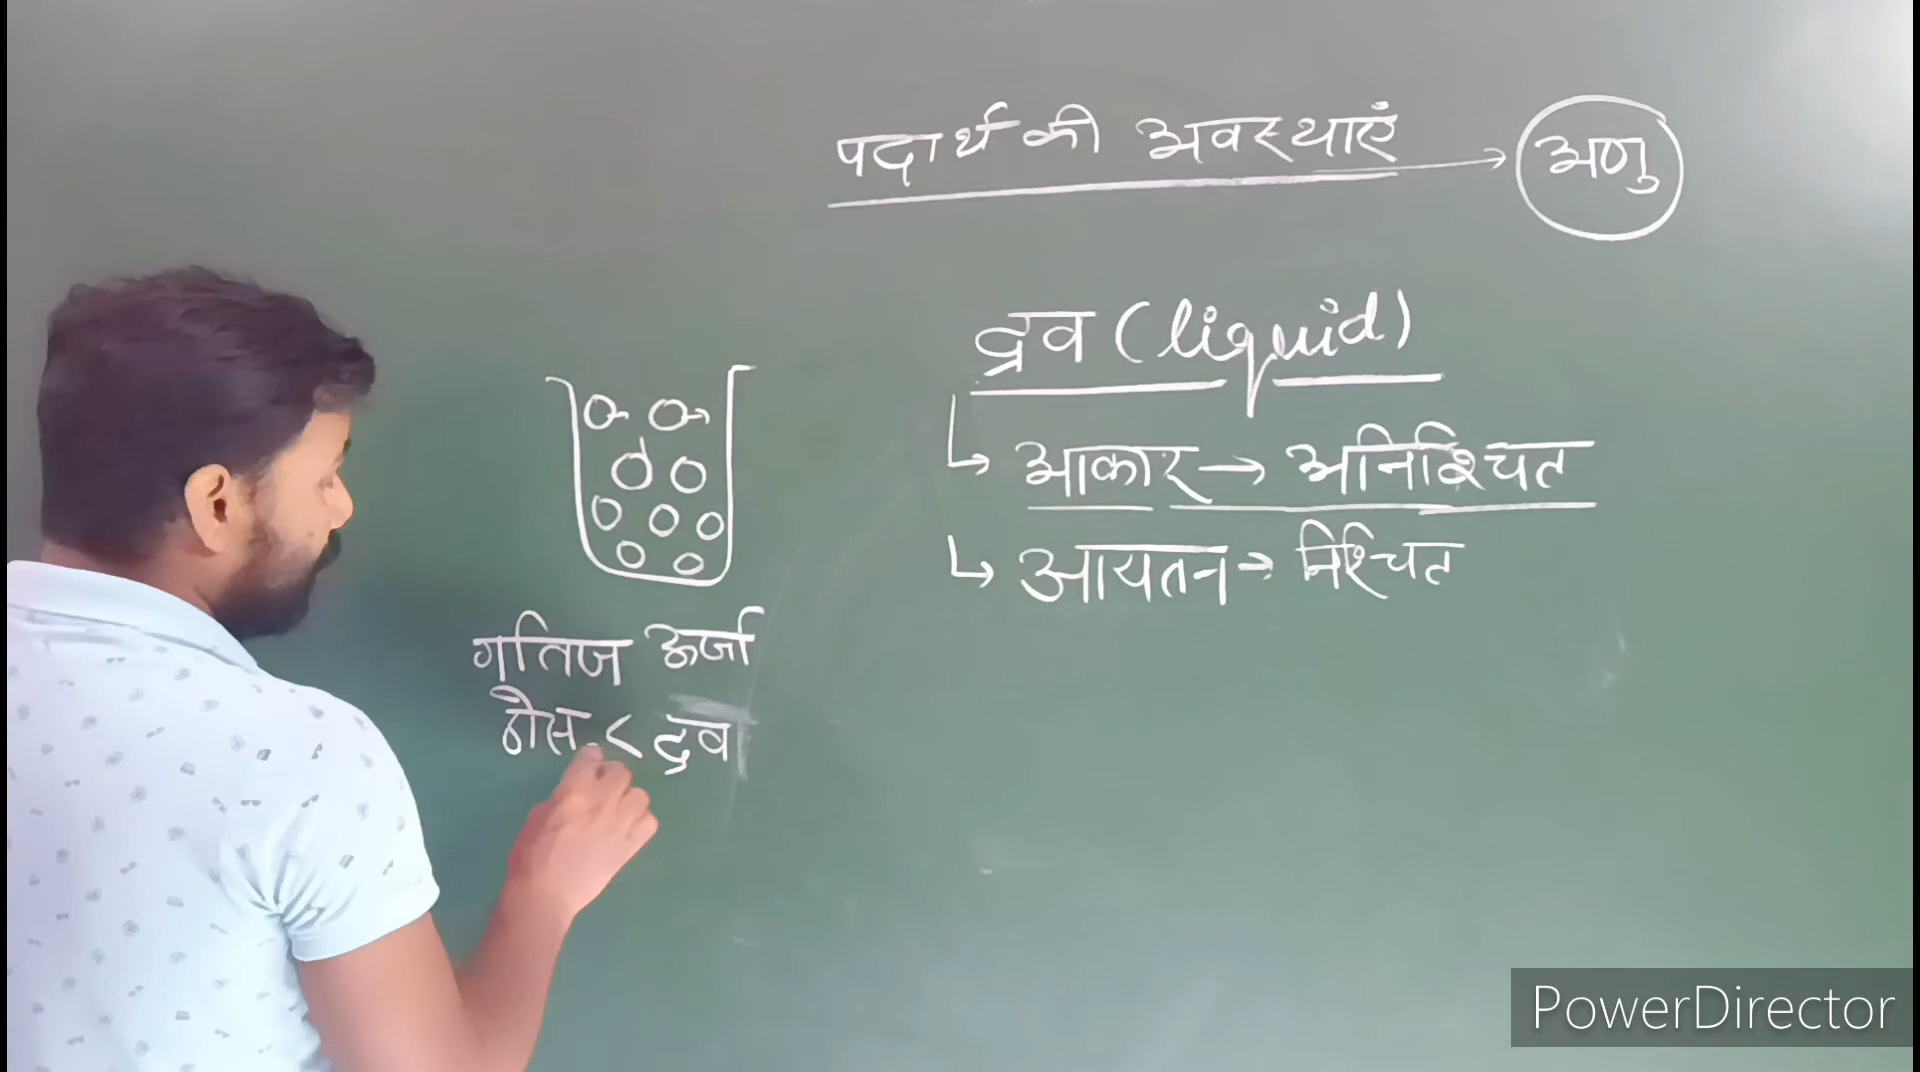 पदार्थ की अवस्थाएं → अणु
द्रव (liquid)
↳ आकार → अनिश्चित
↳ आयतन → निश्चित
गतिज ऊर्जा
ठोस < द्रव
PowerDirector